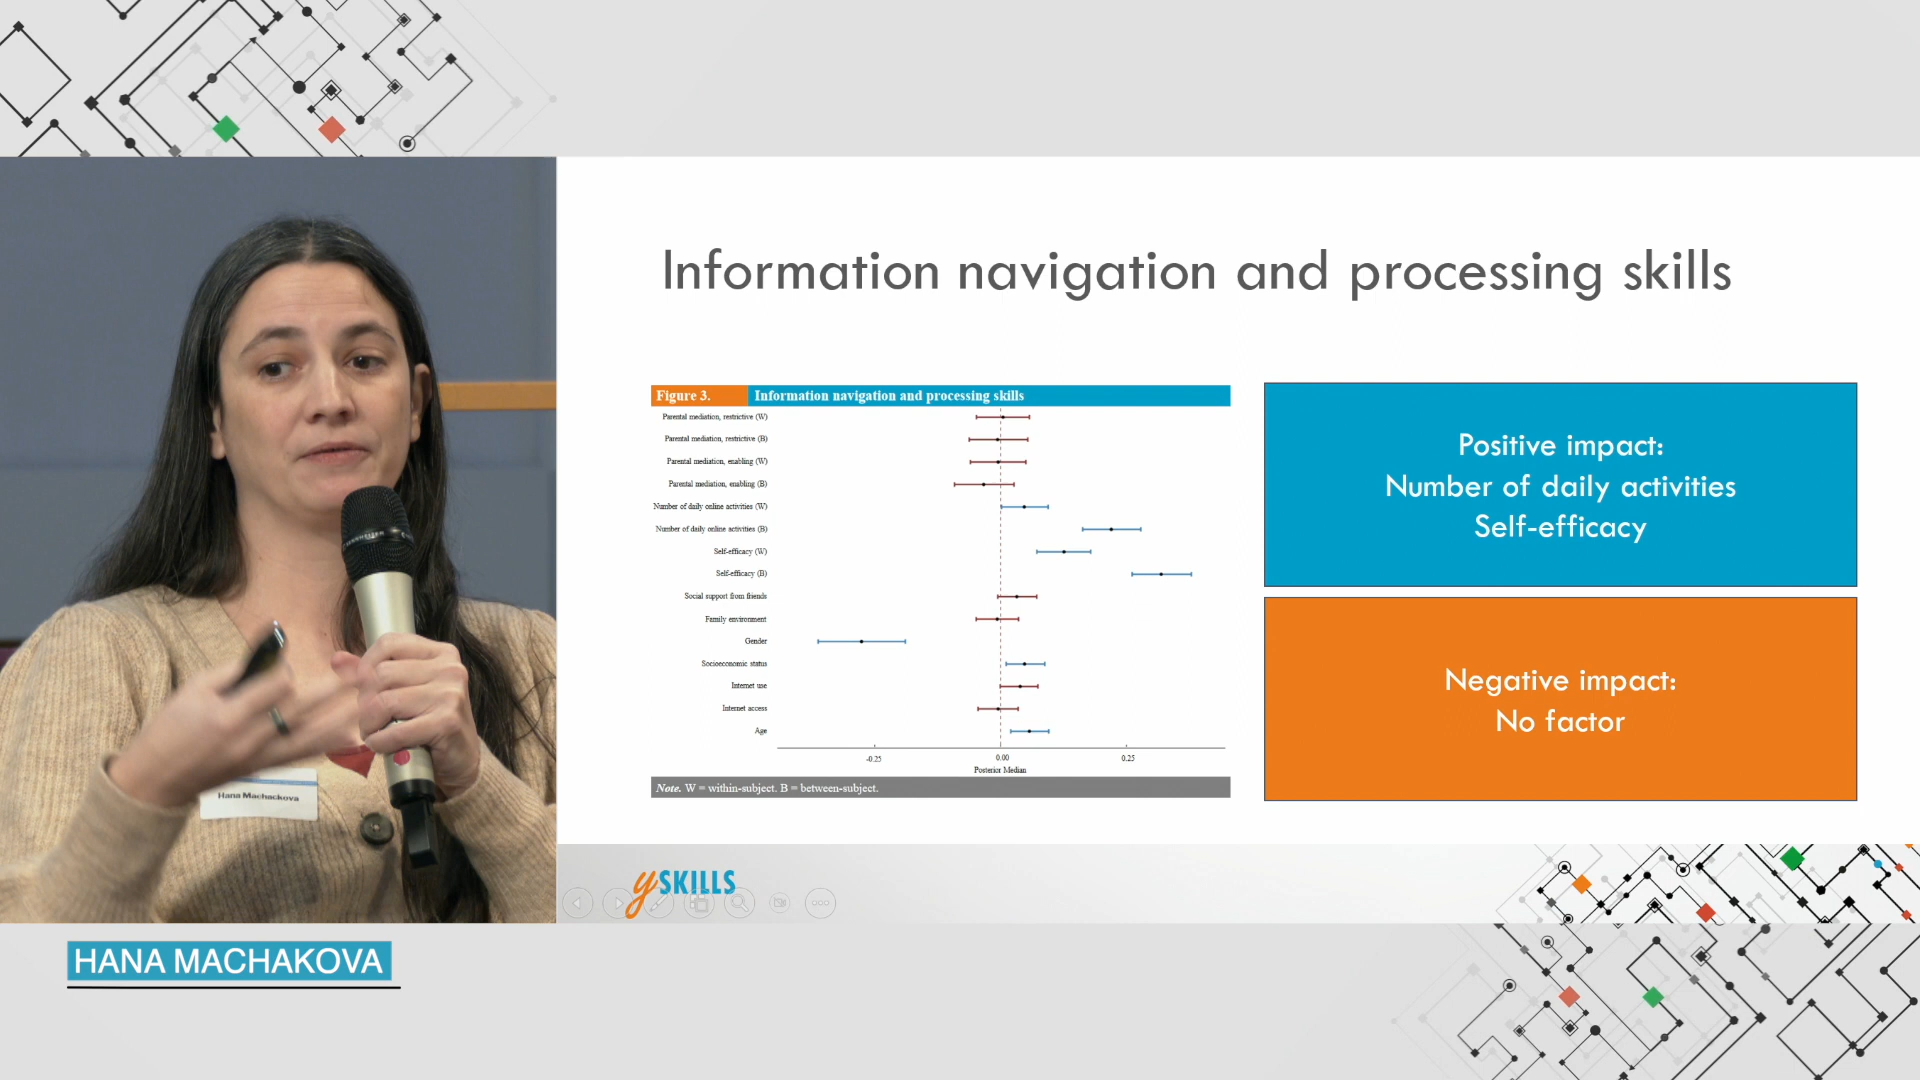 Information navigation and processing skills
Figure 3. Information navigation and processing skills
Parental mediation, restrictive (W)
Parental mediation, restrictive (B)
Parental mediation, enabling (W)
Parental mediation, enabling (B)
Number of daily online activities (W)
Number of daily online activities (B)
Self-efficacy (W)
Self-efficacy (B)
Social support from friends
Family environment
Gender
Socioeconomic status
Internet use
Internet access
Age
-0.25 0.00 0.25
Posterior Median
Note. W = within-subject. B = between-subject.
Positive impact:
Number of daily activities
Self-efficacy
Negative impact:
No factor
Hana Machackova
ySKILLS
HANA MACHAKOVA